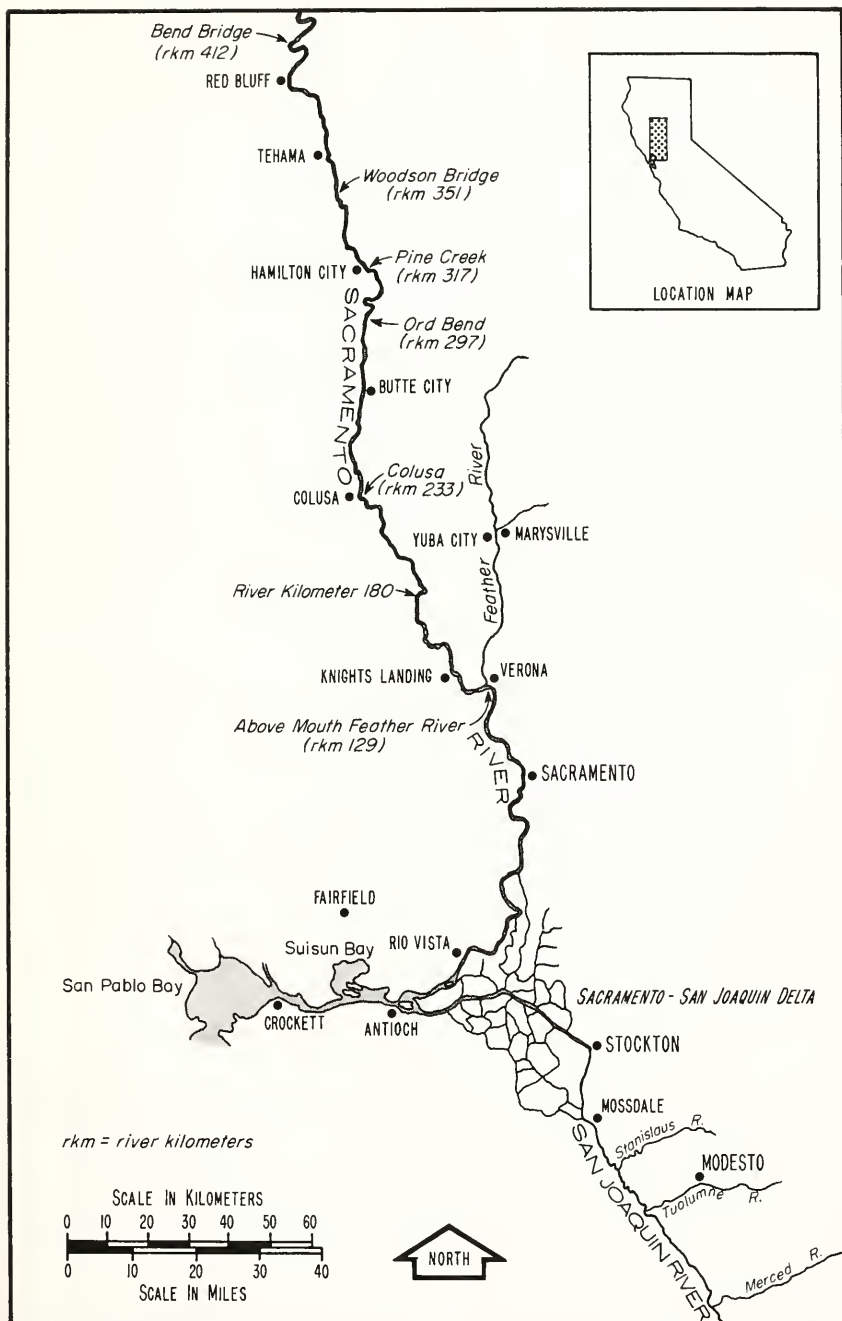 Bend Bridge
(rkm 412)
RED BLUFF
TEHAMA
Woodson Bridge
(rkm 351)
LOCATION MAP
Pine Creek
(rkm 317)
HAMILTON CITY
SACRAMENTO
Ord Bend
(rkm 297)
BUTTE CITY
River
Colusa
(rkm 233)
COLUSA
YUBA CITY
MARYSVILLE
Feather
River Kilometer 180
KNIGHTS LANDING
VERONA
Above Mouth Feather River
(rkm 129)
RIVER
SACRAMENTO
FAIRFIELD
Suisun Bay
RIO VISTA
San Pablo Bay
SACRAMENTO - SAN JOAQUIN DELTA
CROCKETT
ANTIOCH
STOCKTON
MOSSDALE
rkm = river kilometers
Stanislaus R.
MODESTO
Tuolumne R.
SAN JOAQUIN RIVER
Merced R.
SCALE IN KILOMETERS
0 10 20 30 40 50 60
0 10 20 30 40
SCALE IN MILES
NORTH